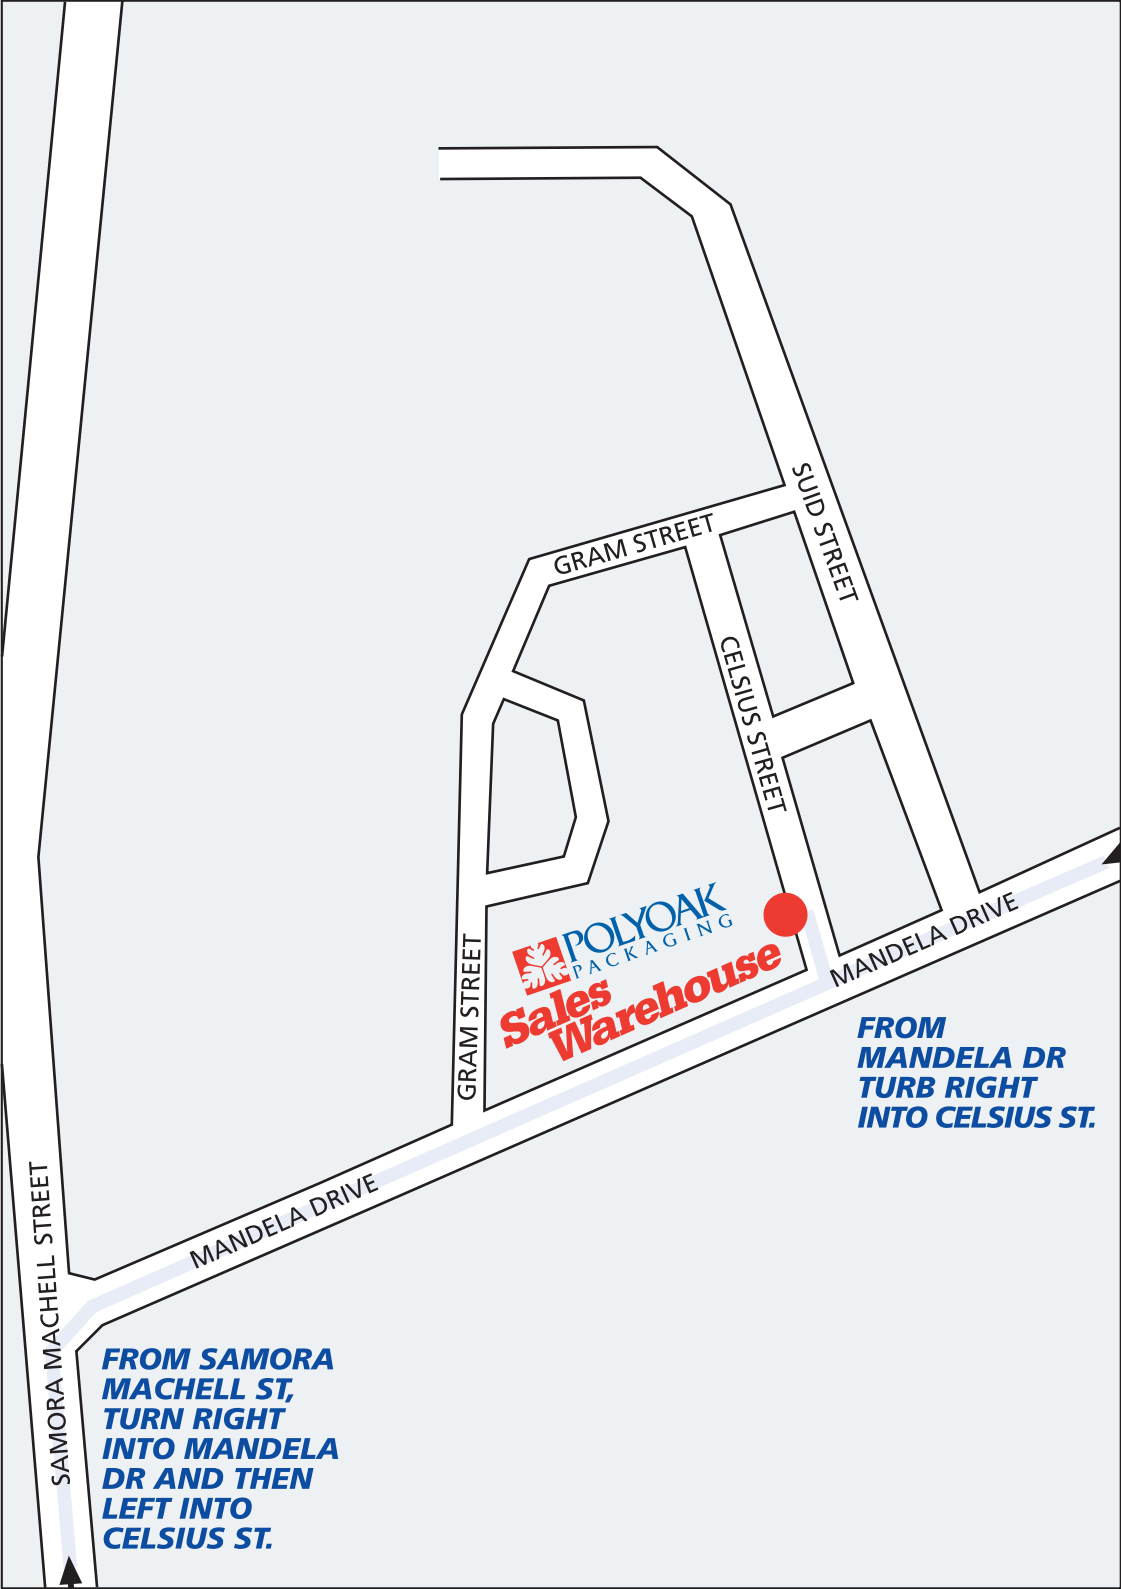 SUID STREET
GRAM STREET
CELSIUS STREET
POLYOAK
PACKAGING
Sales
Warehouse
GRAM STREET
MANDELA DRIVE
FROM
MANDELA DR
TURB RIGHT
INTO CELSIUS ST.
MANDELA DRIVE
SAMORA MACHELL STREET
FROM SAMORA
MACHELL ST,
TURN RIGHT
INTO MANDELA
DR AND THEN
LEFT INTO
CELSIUS ST.